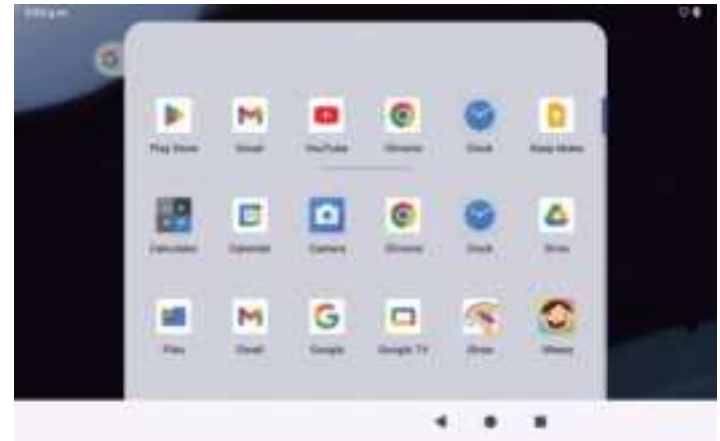 Play Store Gmail YouTube Chrome Clock Keep Notes
Calculator Calendar Camera Chrome Clock Drive
Files Gmail Google Google TV